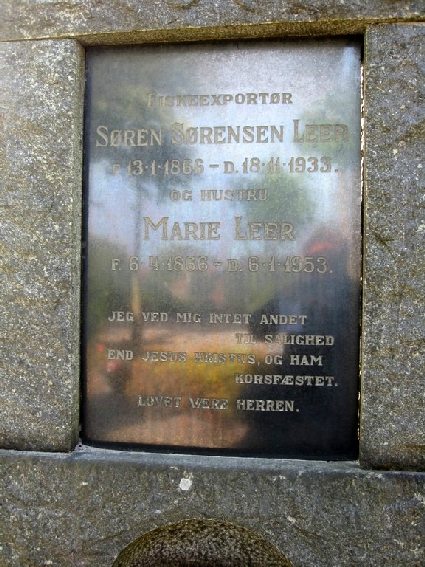 FISKEEXPORTØR
SØREN SØRENSEN LEER
F. 13-1-1866 – D. 18-11-1933.
OG HUSTRU
MARIE LEER
F. 6-4-1866 – D. 6-1-1953.
JEG VED MIG INTET ANDET
TIL SALIGHED
END JESUS KRISTUS, OG HAM
KORSFÆSTET.
LOVET VÆRE HERREN.